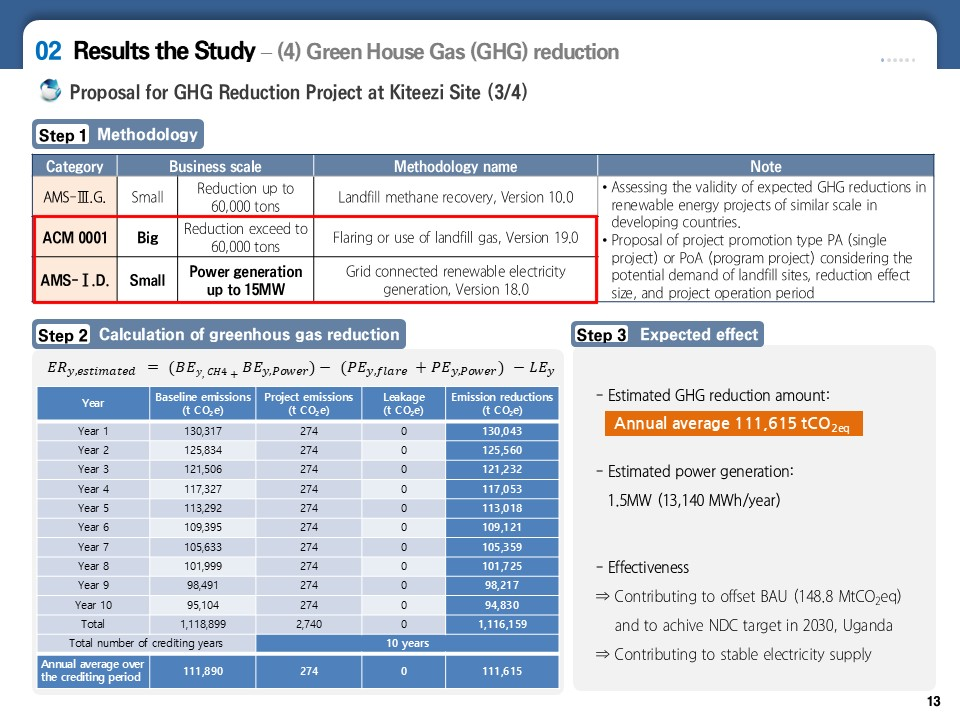 02 Results the Study – (4) Green House Gas (GHG) reduction
Proposal for GHG Reduction Project at Kiteezi Site (3/4)
Step 1 Methodology
Category Business scale Methodology name Note
AMS-Ⅲ.G. Small Reduction up to 60,000 tons Landfill methane recovery, Version 10.0
ACM 0001 Big Reduction exceed to 60,000 tons Flaring or use of landfill gas, Version 19.0
AMS-Ⅰ.D. Small Power generation up to 15MW Grid connected renewable electricity generation, Version 18.0
• Assessing the validity of expected GHG reductions in
renewable energy projects of similar scale in
developing countries.
• Proposal of project promotion type PA (single
project) or PoA (program project) considering the
potential demand of landfill sites, reduction effect
size, and project operation period
Step 2 Calculation of greenhous gas reduction
ER_y,estimated = (BE_y, CH4 + BE_y,Power) − (PE_y,flare + PE_y,Power) − LE_y
Year Baseline emissions (t CO₂e) Project emissions (t CO₂e) Leakage (t CO₂e) Emission reductions (t CO₂e)
Year 1 130,317 274 0 130,043
Year 2 125,834 274 0 125,560
Year 3 121,506 274 0 121,232
Year 4 117,327 274 0 117,053
Year 5 113,292 274 0 113,018
Year 6 109,395 274 0 109,121
Year 7 105,633 274 0 105,359
Year 8 101,999 274 0 101,725
Year 9 98,491 274 0 98,217
Year 10 95,104 274 0 94,830
Total 1,118,899 2,740 0 1,116,159
Total number of crediting years 10 years
Annual average over the crediting period 111,890 274 0 111,615
Step 3 Expected effect
- Estimated GHG reduction amount:
Annual average 111,615 tCO₂eq
- Estimated power generation:
1.5MW (13,140 MWh/year)
- Effectiveness
⇒ Contributing to offset BAU (148.8 MtCO₂eq)
and to achive NDC target in 2030, Uganda
⇒ Contributing to stable electricity supply
13